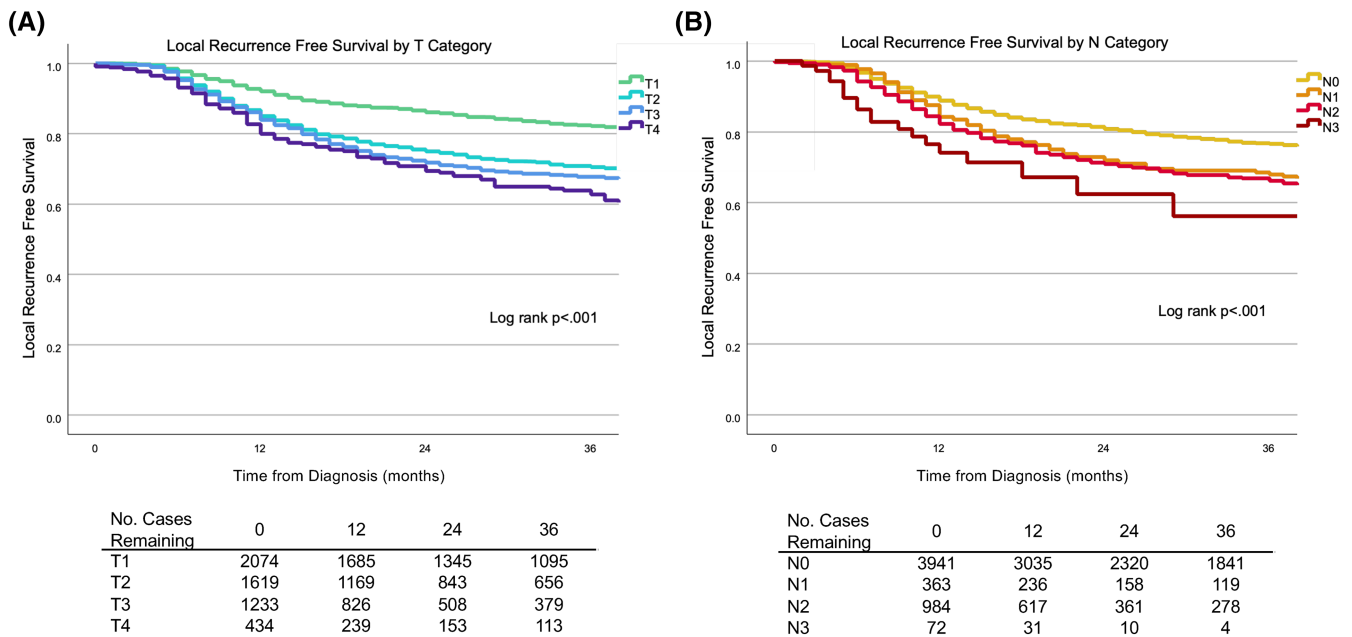 (A)
Local Recurrence Free Survival by T Category
Local Recurrence Free Survival
1.0
0.8
0.6
0.4
0.2
0.0
T1
T2
T3
T4
Log rank p<.001
0 12 24 36
Time from Diagnosis (months)
No. Cases
Remaining 0 12 24 36
T1 2074 1685 1345 1095
T2 1619 1169 843 656
T3 1233 826 508 379
T4 434 239 153 113
(B)
Local Recurrence Free Survival by N Category
Local Recurrence Free Survival
1.0
0.8
0.6
0.4
0.2
0.0
N0
N1
N2
N3
Log rank p<.001
0 12 24 36
Time from Diagnosis (months)
No. Cases
Remaining 0 12 24 36
N0 3941 3035 2320 1841
N1 363 236 158 119
N2 984 617 361 278
N3 72 31 10 4